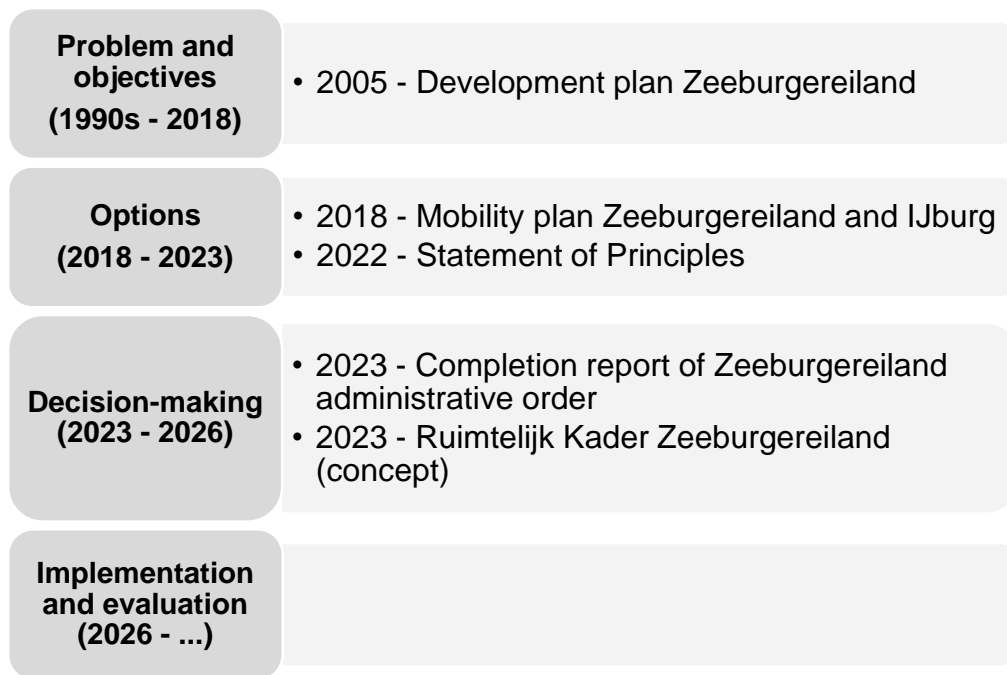 Problem and
objectives
(1990s - 2018)
• 2005 - Development plan Zeeburgereiland
Options
(2018 - 2023)
• 2018 - Mobility plan Zeeburgereiland and IJburg
• 2022 - Statement of Principles
Decision-making
(2023 - 2026)
• 2023 - Completion report of Zeeburgereiland
administrative order
• 2023 - Ruimtelijk Kader Zeeburgereiland
(concept)
Implementation
and evaluation
(2026 - ...)